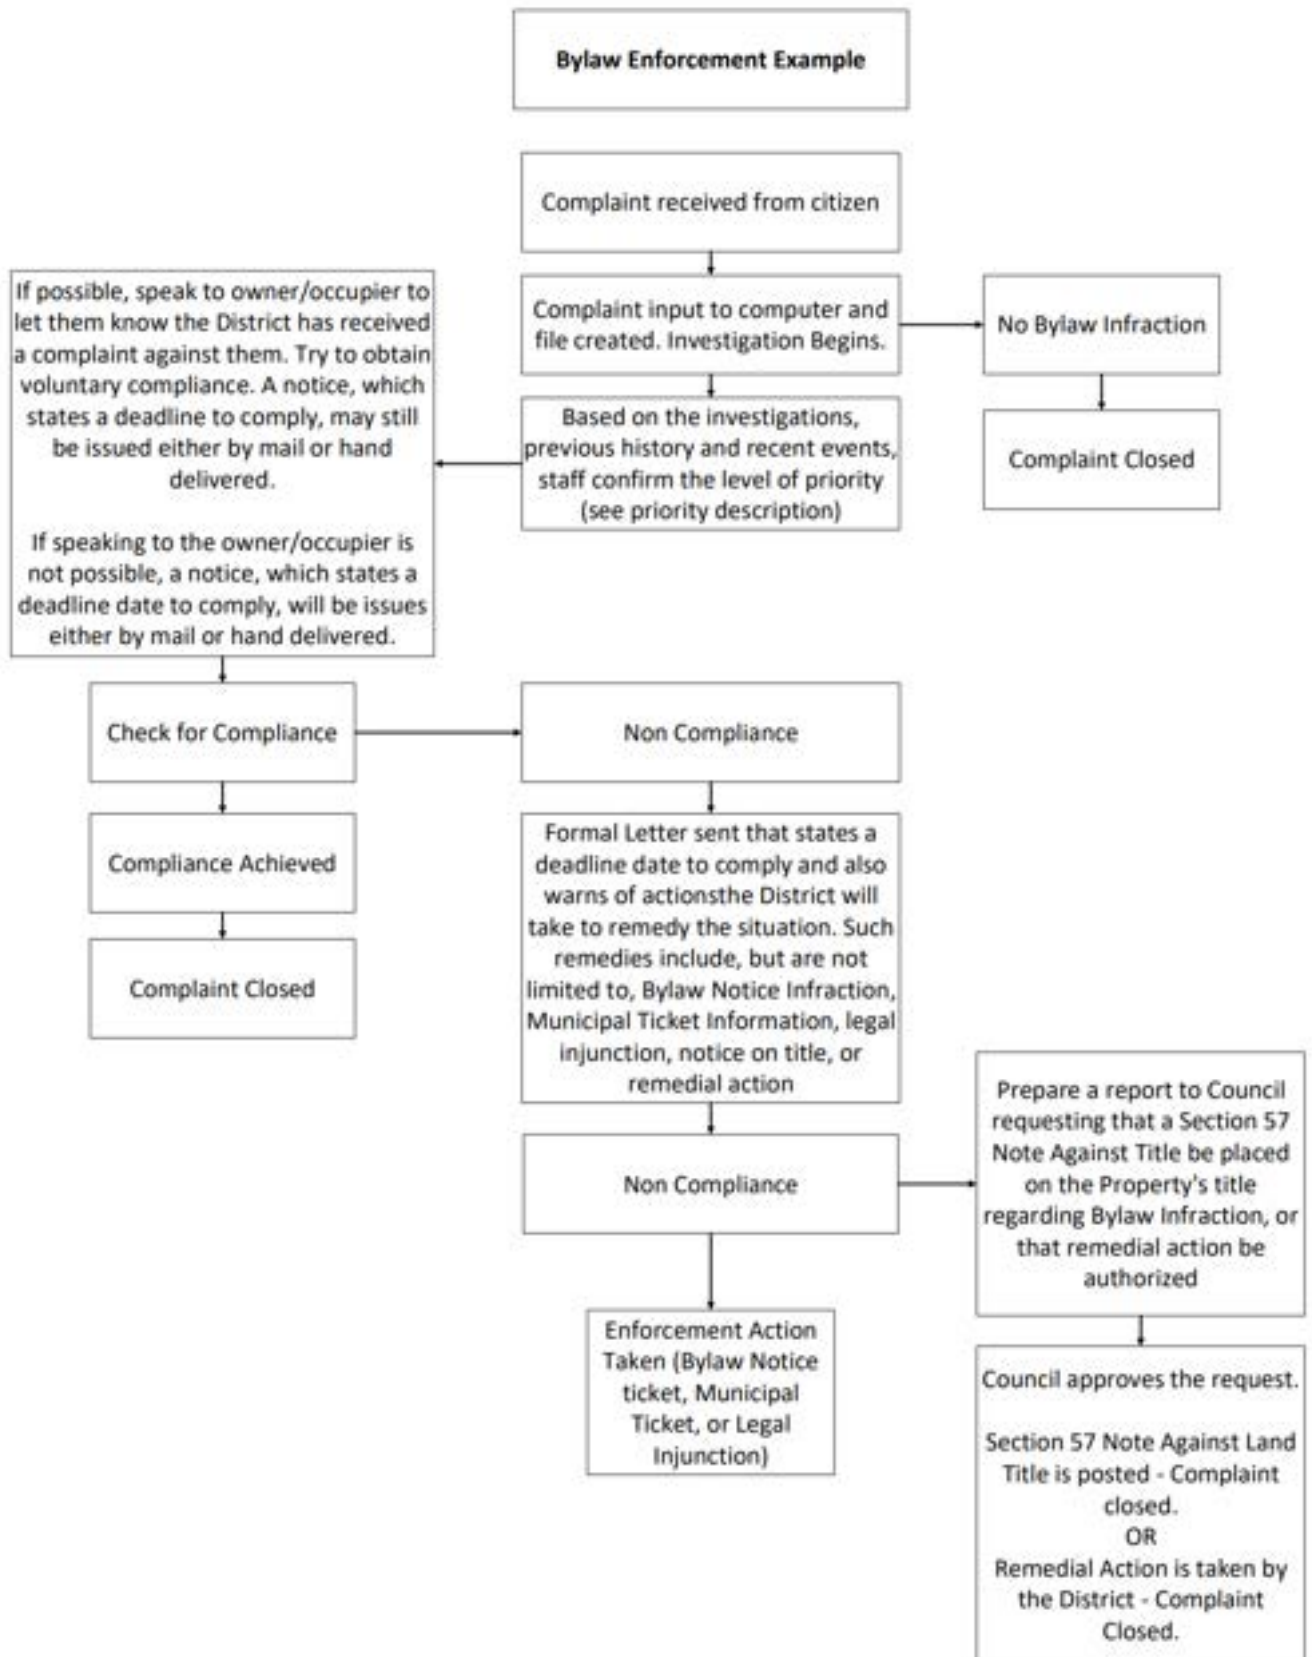 Bylaw Enforcement Example
Complaint received from citizen
Complaint input to computer and
file created. Investigation Begins.
No Bylaw Infraction
Complaint Closed
Based on the investigations,
previous history and recent events,
staff confirm the level of priority
(see priority description)
If possible, speak to owner/occupier to
let them know the District has received
a complaint against them. Try to obtain
voluntary compliance. A notice, which
states a deadline to comply, may still
be issued either by mail or hand
delivered.
If speaking to the owner/occupier is
not possible, a notice, which states a
deadline date to comply, will be issues
either by mail or hand delivered.
Check for Compliance
Compliance Achieved
Complaint Closed
Non Compliance
Formal Letter sent that states a
deadline date to comply and also
warns of actionsthe District will
take to remedy the situation. Such
remedies include, but are not
limited to, Bylaw Notice Infraction,
Municipal Ticket Information, legal
injunction, notice on title, or
remedial action
Non Compliance
Enforcement Action
Taken (Bylaw Notice
ticket, Municipal
Ticket, or Legal
Injunction)
Prepare a report to Council
requesting that a Section 57
Note Against Title be placed
on the Property's title
regarding Bylaw Infraction, or
that remedial action be
authorized
Council approves the request.
Section 57 Note Against Land
Title is posted - Complaint
closed.
OR
Remedial Action is taken by
the District - Complaint
Closed.